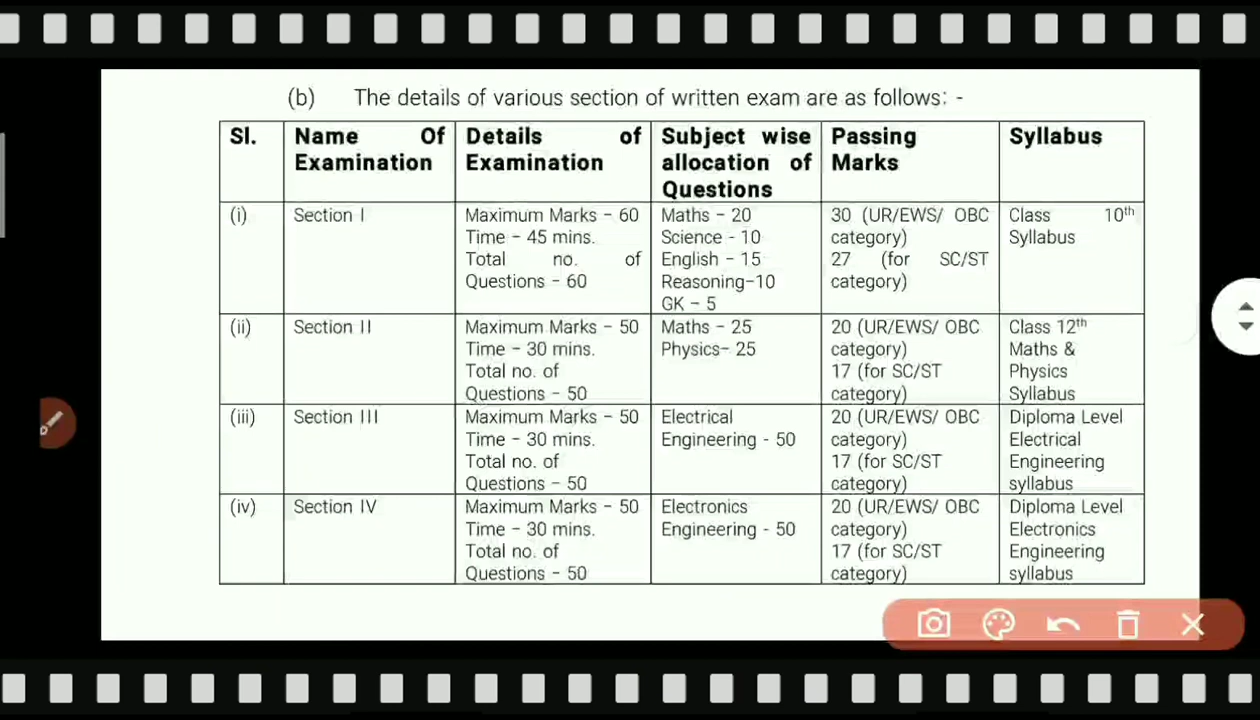 (b) The details of various section of written exam are as follows: -
Sl.
Name Of
Examination
Details of
Examination
Subject wise
allocation of
Questions
Passing
Marks
Syllabus
(i)
Section I
Maximum Marks - 60
Time - 45 mins.
Total no. of
Questions - 60
Maths - 20
Science - 10
English - 15
Reasoning-10
GK - 5
30 (UR/EWS/ OBC
category)
27 (for SC/ST
category)
Class 10th
Syllabus
(ii)
Section II
Maximum Marks - 50
Time - 30 mins.
Total no. of
Questions - 50
Maths - 25
Physics- 25
20 (UR/EWS/ OBC
category)
17 (for SC/ST
category)
Class 12th
Maths &
Physics
Syllabus
(iii)
Section III
Maximum Marks - 50
Time - 30 mins.
Total no. of
Questions - 50
Electrical
Engineering - 50
20 (UR/EWS/ OBC
category)
17 (for SC/ST
category)
Diploma Level
Electrical
Engineering
syllabus
(iv)
Section IV
Maximum Marks - 50
Time - 30 mins.
Total no. of
Questions - 50
Electronics
Engineering - 50
20 (UR/EWS/ OBC
category)
17 (for SC/ST
category)
Diploma Level
Electronics
Engineering
syllabus